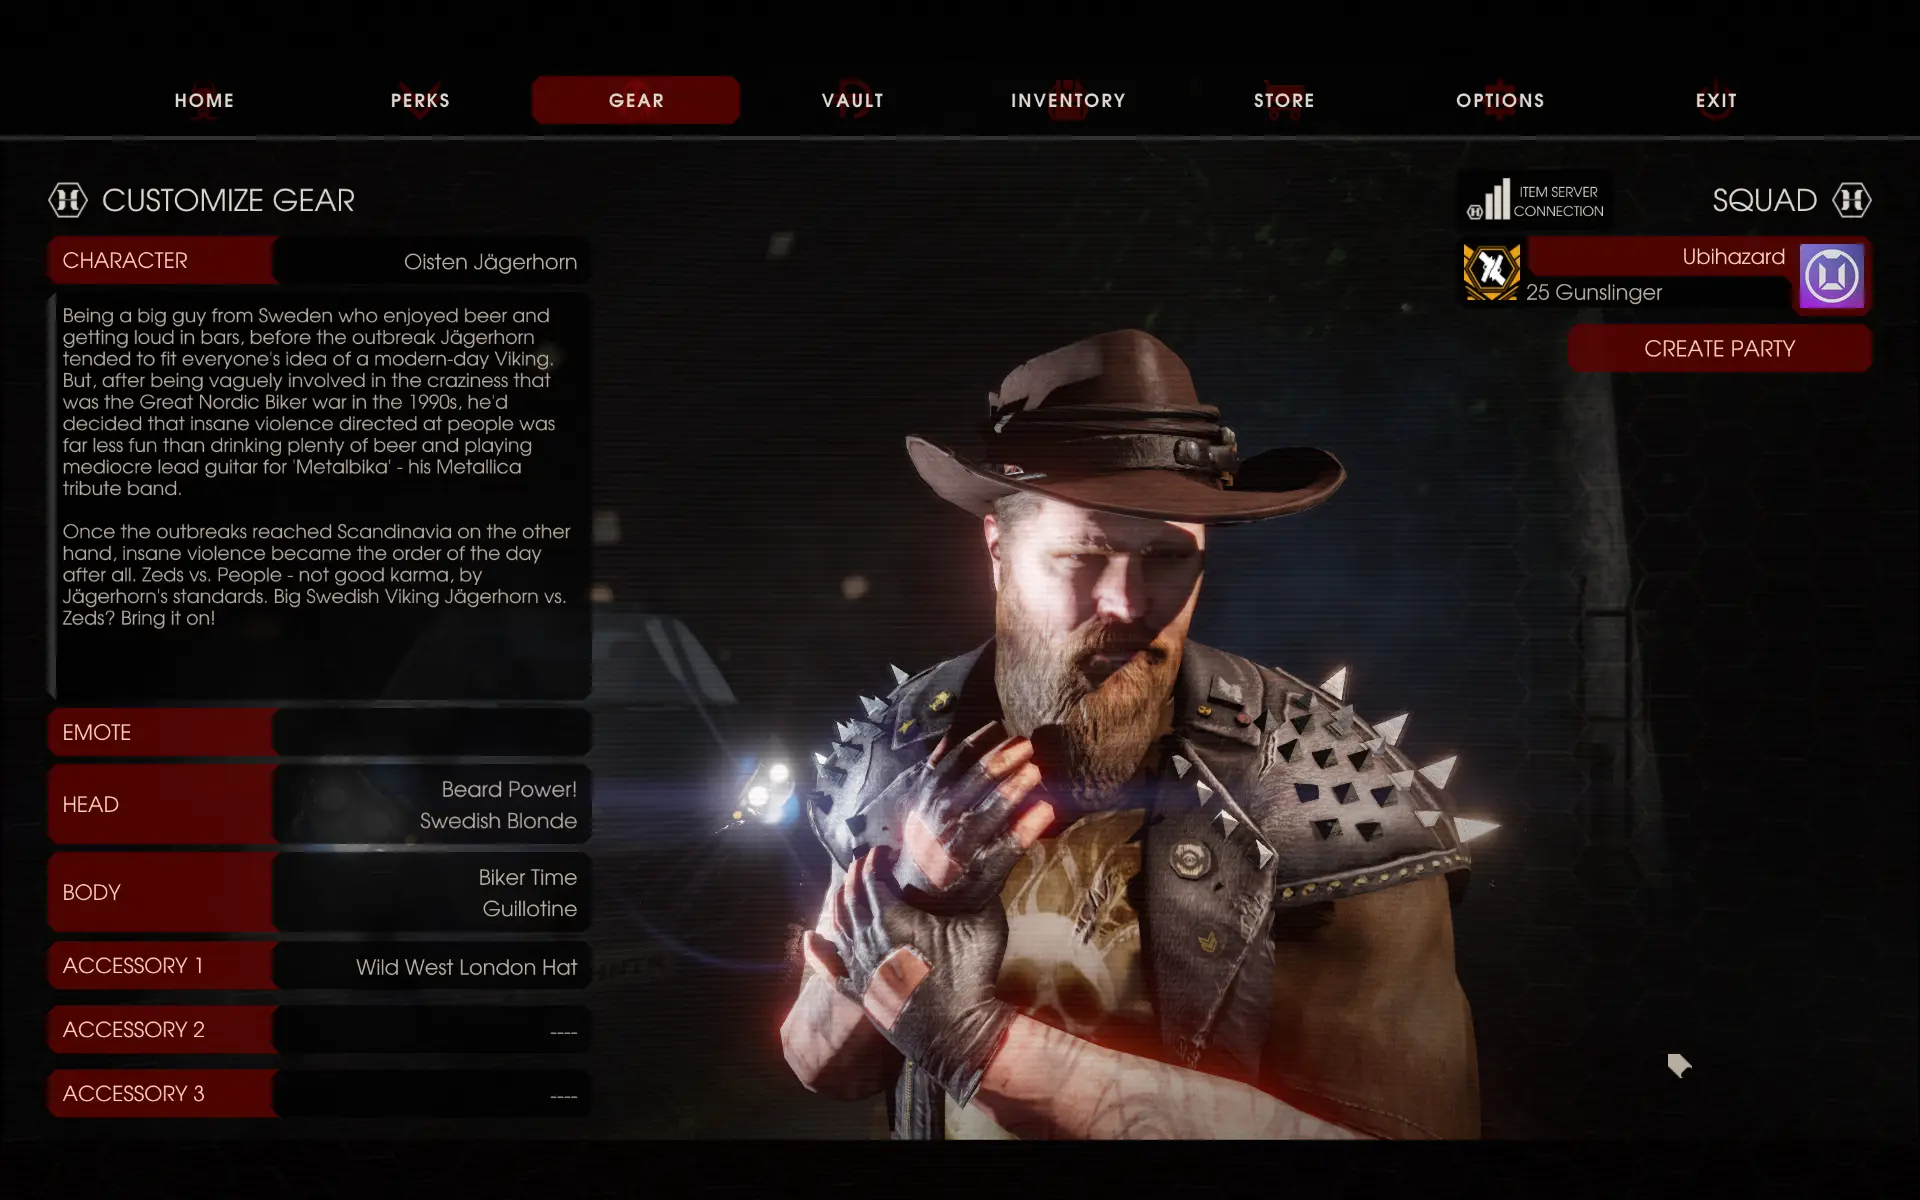 HOME
PERKS
GEAR
VAULT
INVENTORY
STORE
OPTIONS
EXIT
CUSTOMIZE GEAR
CHARACTER
Oisten Jägerhorn
Being a big guy from Sweden who enjoyed beer and
getting loud in bars, before the outbreak Jägerhorn
tended to fit everyone's idea of a modern-day Viking.
But, after being vaguely involved in the craziness that
was the Great Nordic Biker war in the 1990s, he'd
decided that insane violence directed at people was
far less fun than drinking plenty of beer and playing
mediocre lead guitar for 'Metalbika' - his Metallica
tribute band.
Once the outbreaks reached Scandinavia on the other
hand, insane violence became the order of the day
after all. Zeds vs. People - not good karma, by
Jägerhorn's standards. Big Swedish Viking Jägerhorn vs.
Zeds? Bring it on!
EMOTE
HEAD
Beard Power!
Swedish Blonde
BODY
Biker Time
Guillotine
ACCESSORY 1
Wild West London Hat
ACCESSORY 2
----
ACCESSORY 3
----
ITEM SERVER
CONNECTION
SQUAD
Ubihazard
25 Gunslinger
CREATE PARTY